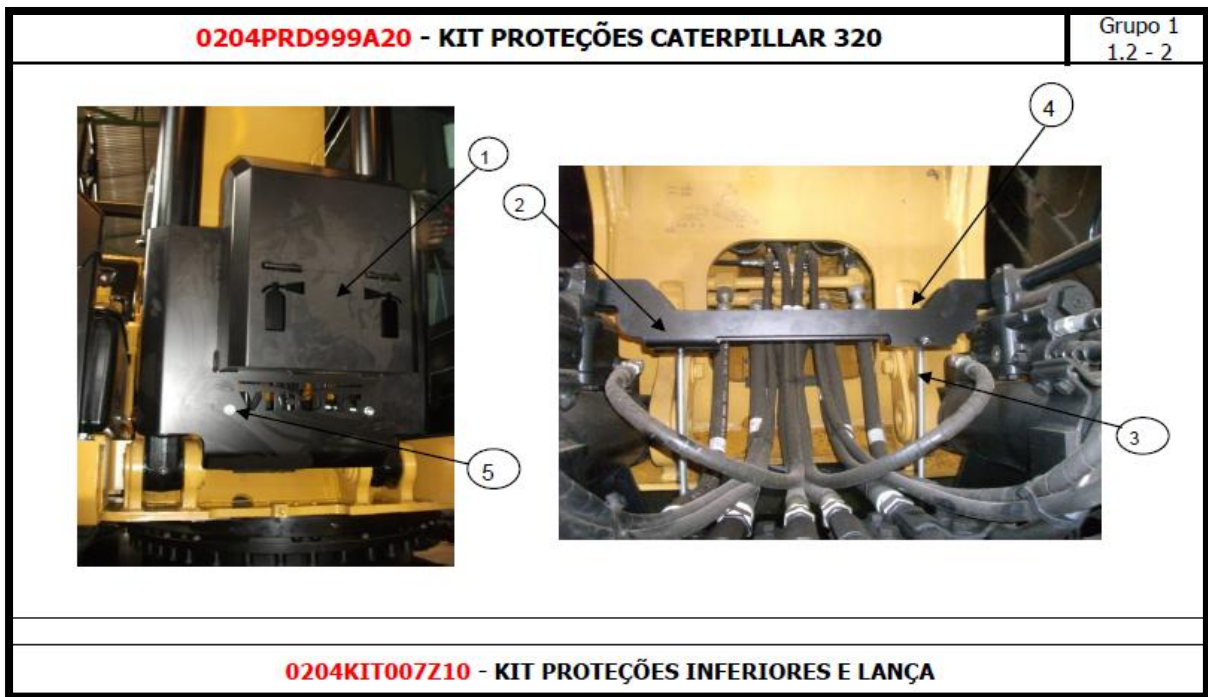 0204PRD999A20 - KIT PROTEÇÕES CATERPILLAR 320
Grupo 1
1.2 - 2
1
2
4
3
5
0204KIT007Z10 - KIT PROTEÇÕES INFERIORES E LANÇA